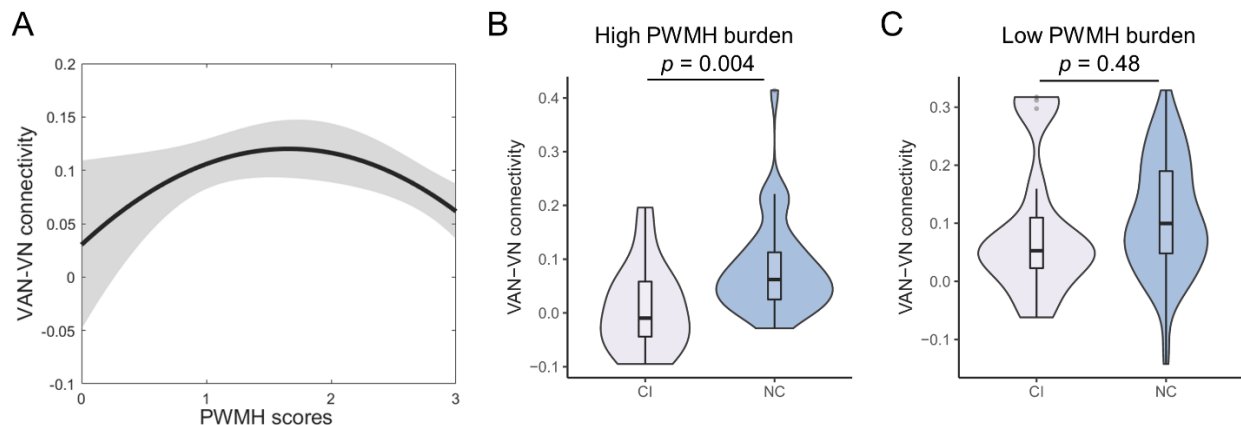 A
0.2
0.15
0.1
0.05
0
-0.05
-0.1
VAN-VN connectivity
0
1
2
3
PWMH scores
B
High PWMH burden
p = 0.004
0.4
0.3
0.2
0.1
0.0
−0.1
VAN−VN connectivity
CI
NC
C
Low PWMH burden
p = 0.48
0.3
0.2
0.1
0.0
−0.1
VAN−VN connectivity
CI
NC